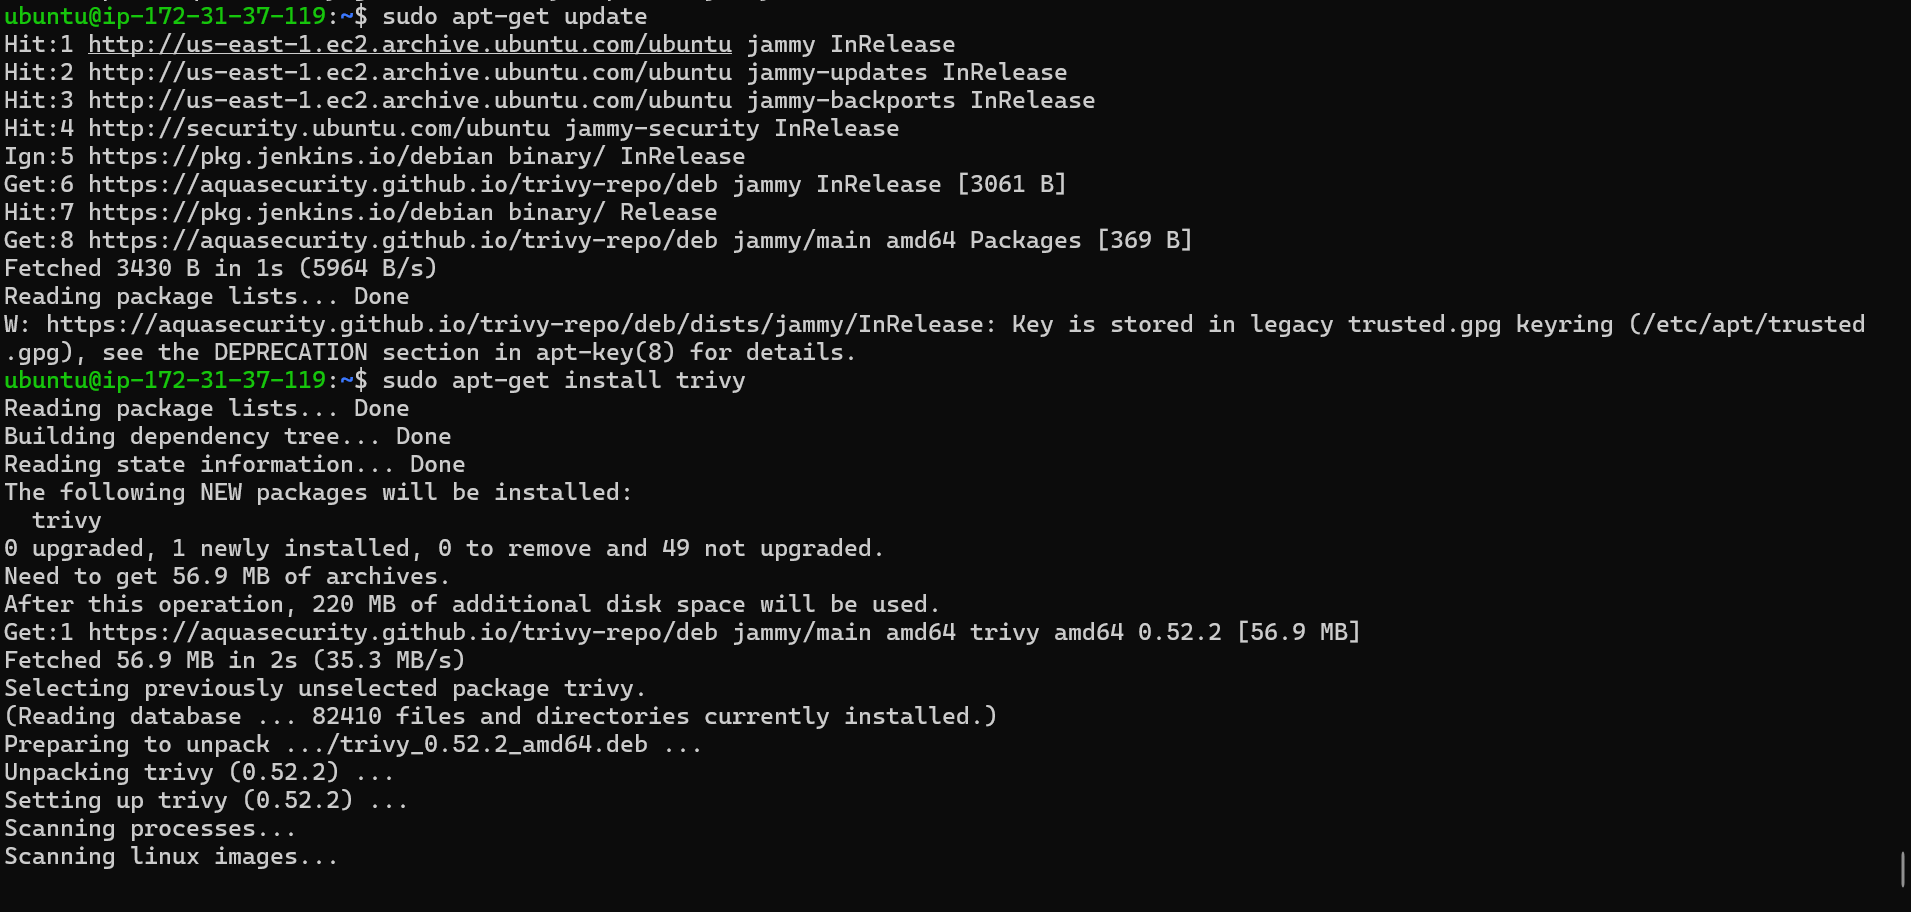 ubuntu@ip-172-31-37-119:~$ sudo apt-get update
Hit:1 http://us-east-1.ec2.archive.ubuntu.com/ubuntu jammy InRelease
Hit:2 http://us-east-1.ec2.archive.ubuntu.com/ubuntu jammy-updates InRelease
Hit:3 http://us-east-1.ec2.archive.ubuntu.com/ubuntu jammy-backports InRelease
Hit:4 http://security.ubuntu.com/ubuntu jammy-security InRelease
Ign:5 https://pkg.jenkins.io/debian binary/ InRelease
Get:6 https://aquasecurity.github.io/trivy-repo/deb jammy InRelease [3061 B]
Hit:7 https://pkg.jenkins.io/debian binary/ Release
Get:8 https://aquasecurity.github.io/trivy-repo/deb jammy/main amd64 Packages [369 B]
Fetched 3430 B in 1s (5964 B/s)
Reading package lists... Done
W: https://aquasecurity.github.io/trivy-repo/deb/dists/jammy/InRelease: Key is stored in legacy trusted.gpg keyring (/etc/apt/trusted
.gpg), see the DEPRECATION section in apt-key(8) for details.
ubuntu@ip-172-31-37-119:~$ sudo apt-get install trivy
Reading package lists... Done
Building dependency tree... Done
Reading state information... Done
The following NEW packages will be installed:
  trivy
0 upgraded, 1 newly installed, 0 to remove and 49 not upgraded.
Need to get 56.9 MB of archives.
After this operation, 220 MB of additional disk space will be used.
Get:1 https://aquasecurity.github.io/trivy-repo/deb jammy/main amd64 trivy amd64 0.52.2 [56.9 MB]
Fetched 56.9 MB in 2s (35.3 MB/s)
Selecting previously unselected package trivy.
(Reading database ... 82410 files and directories currently installed.)
Preparing to unpack .../trivy_0.52.2_amd64.deb ...
Unpacking trivy (0.52.2) ...
Setting up trivy (0.52.2) ...
Scanning processes...
Scanning linux images...